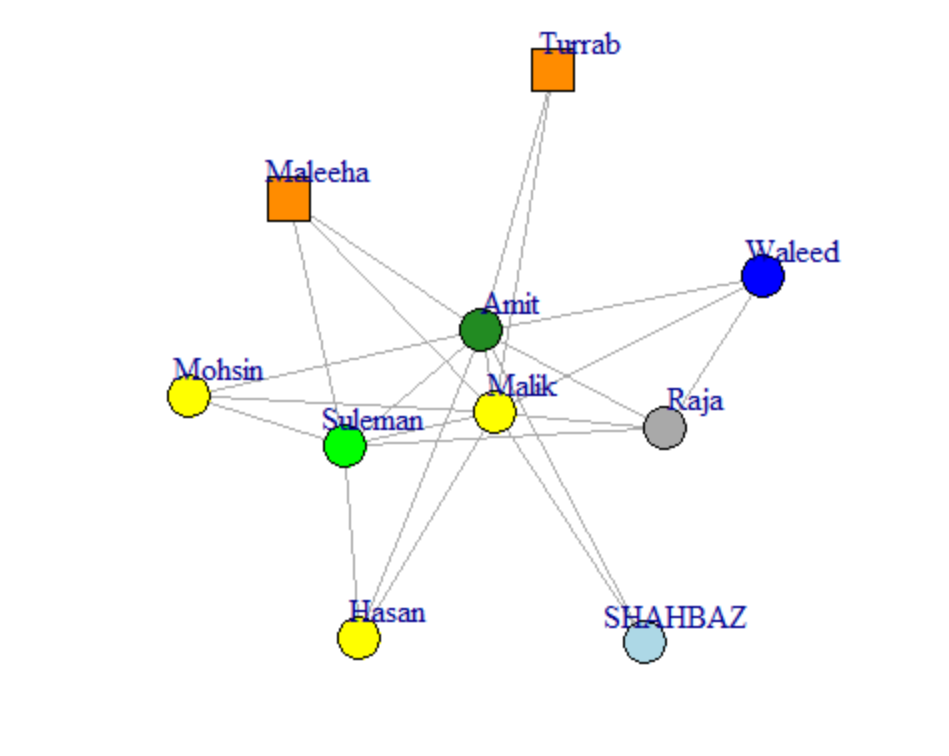 Turrab
Maleeha
Waleed
Amit
Mohsin
Malik
Raja
Suleman
Hasan
SHAHBAZ